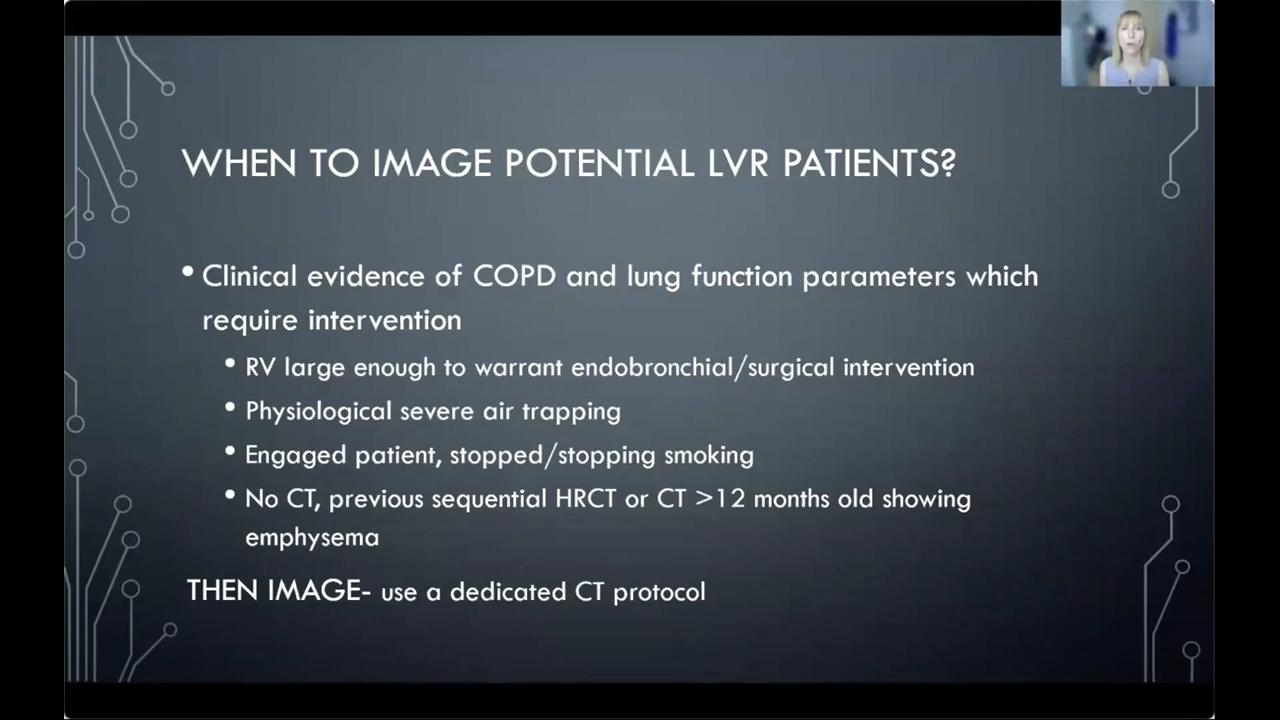 WHEN TO IMAGE POTENTIAL LVR PATIENTS?
• Clinical evidence of COPD and lung function parameters which
require intervention
• RV large enough to warrant endobronchial/surgical intervention
• Physiological severe air trapping
• Engaged patient, stopped/stopping smoking
• No CT, previous sequential HRCT or CT >12 months old showing
emphysema
THEN IMAGE- use a dedicated CT protocol